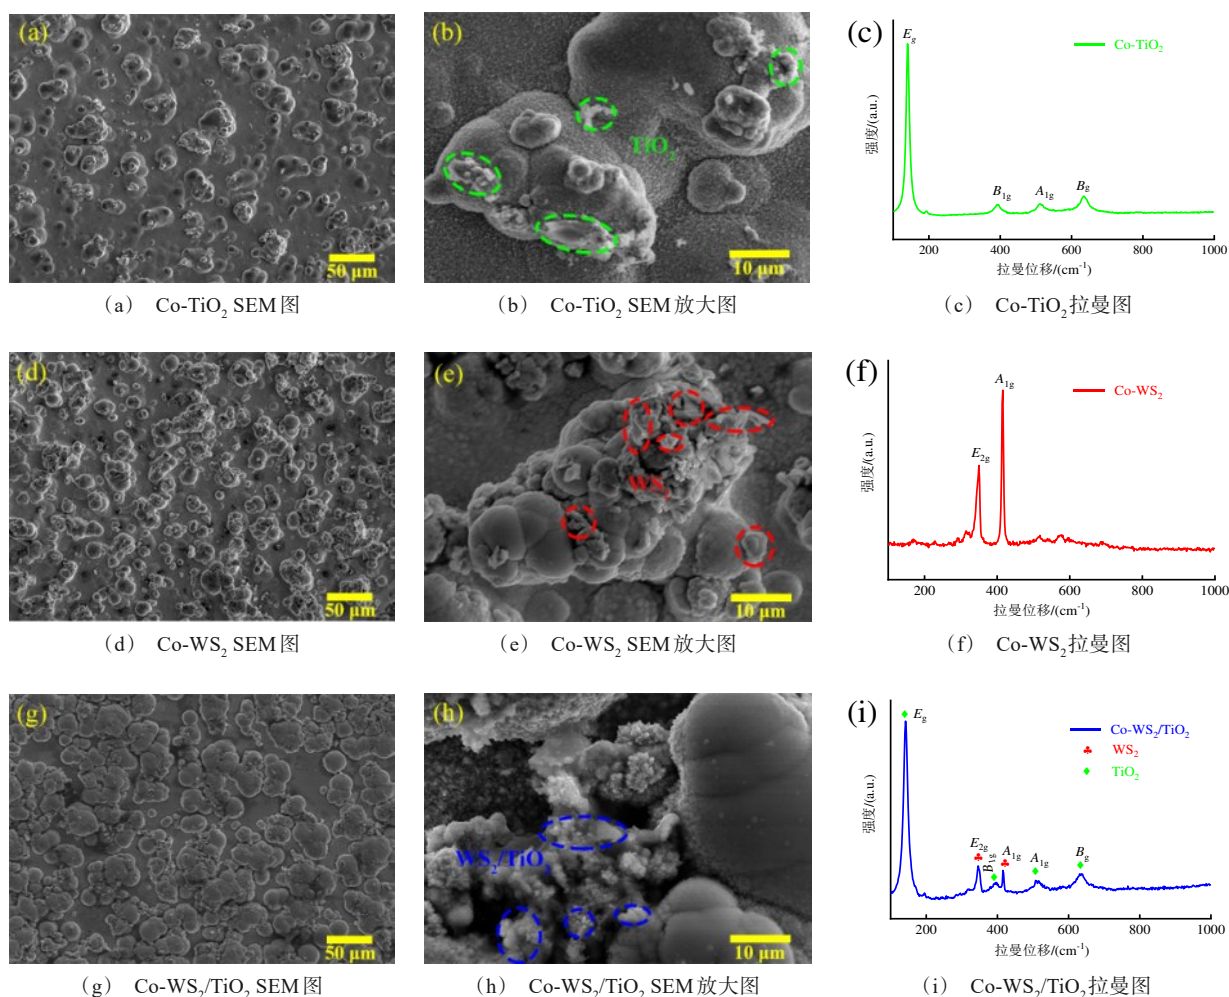 (a)
50 μm
(b)
TiO2
10 μm
(c)
Eg
B1g
A1g
Bg
Co-TiO2
强度/(a.u.)
200 400 600 800 1000
拉曼位移/(cm-1)
(a) Co-TiO2 SEM图
(b) Co-TiO2 SEM放大图
(c) Co-TiO2拉曼图
(d)
50 μm
(e)
WS2
10 μm
(f)
E2g
A1g
Co-WS2
强度/(a.u.)
200 400 600 800 1000
拉曼位移/(cm-1)
(d) Co-WS2 SEM图
(e) Co-WS2 SEM放大图
(f) Co-WS2拉曼图
(g)
50 μm
(h)
WS2/TiO2
10 μm
(i)
Eg
E2g
B1g
A1g
A1g
Bg
Co-WS2/TiO2
♣ WS2
♦ TiO2
强度/(a.u.)
200 400 600 800 1000
拉曼位移/(cm-1)
(g) Co-WS2/TiO2 SEM图
(h) Co-WS2/TiO2 SEM放大图
(i) Co-WS2/TiO2拉曼图